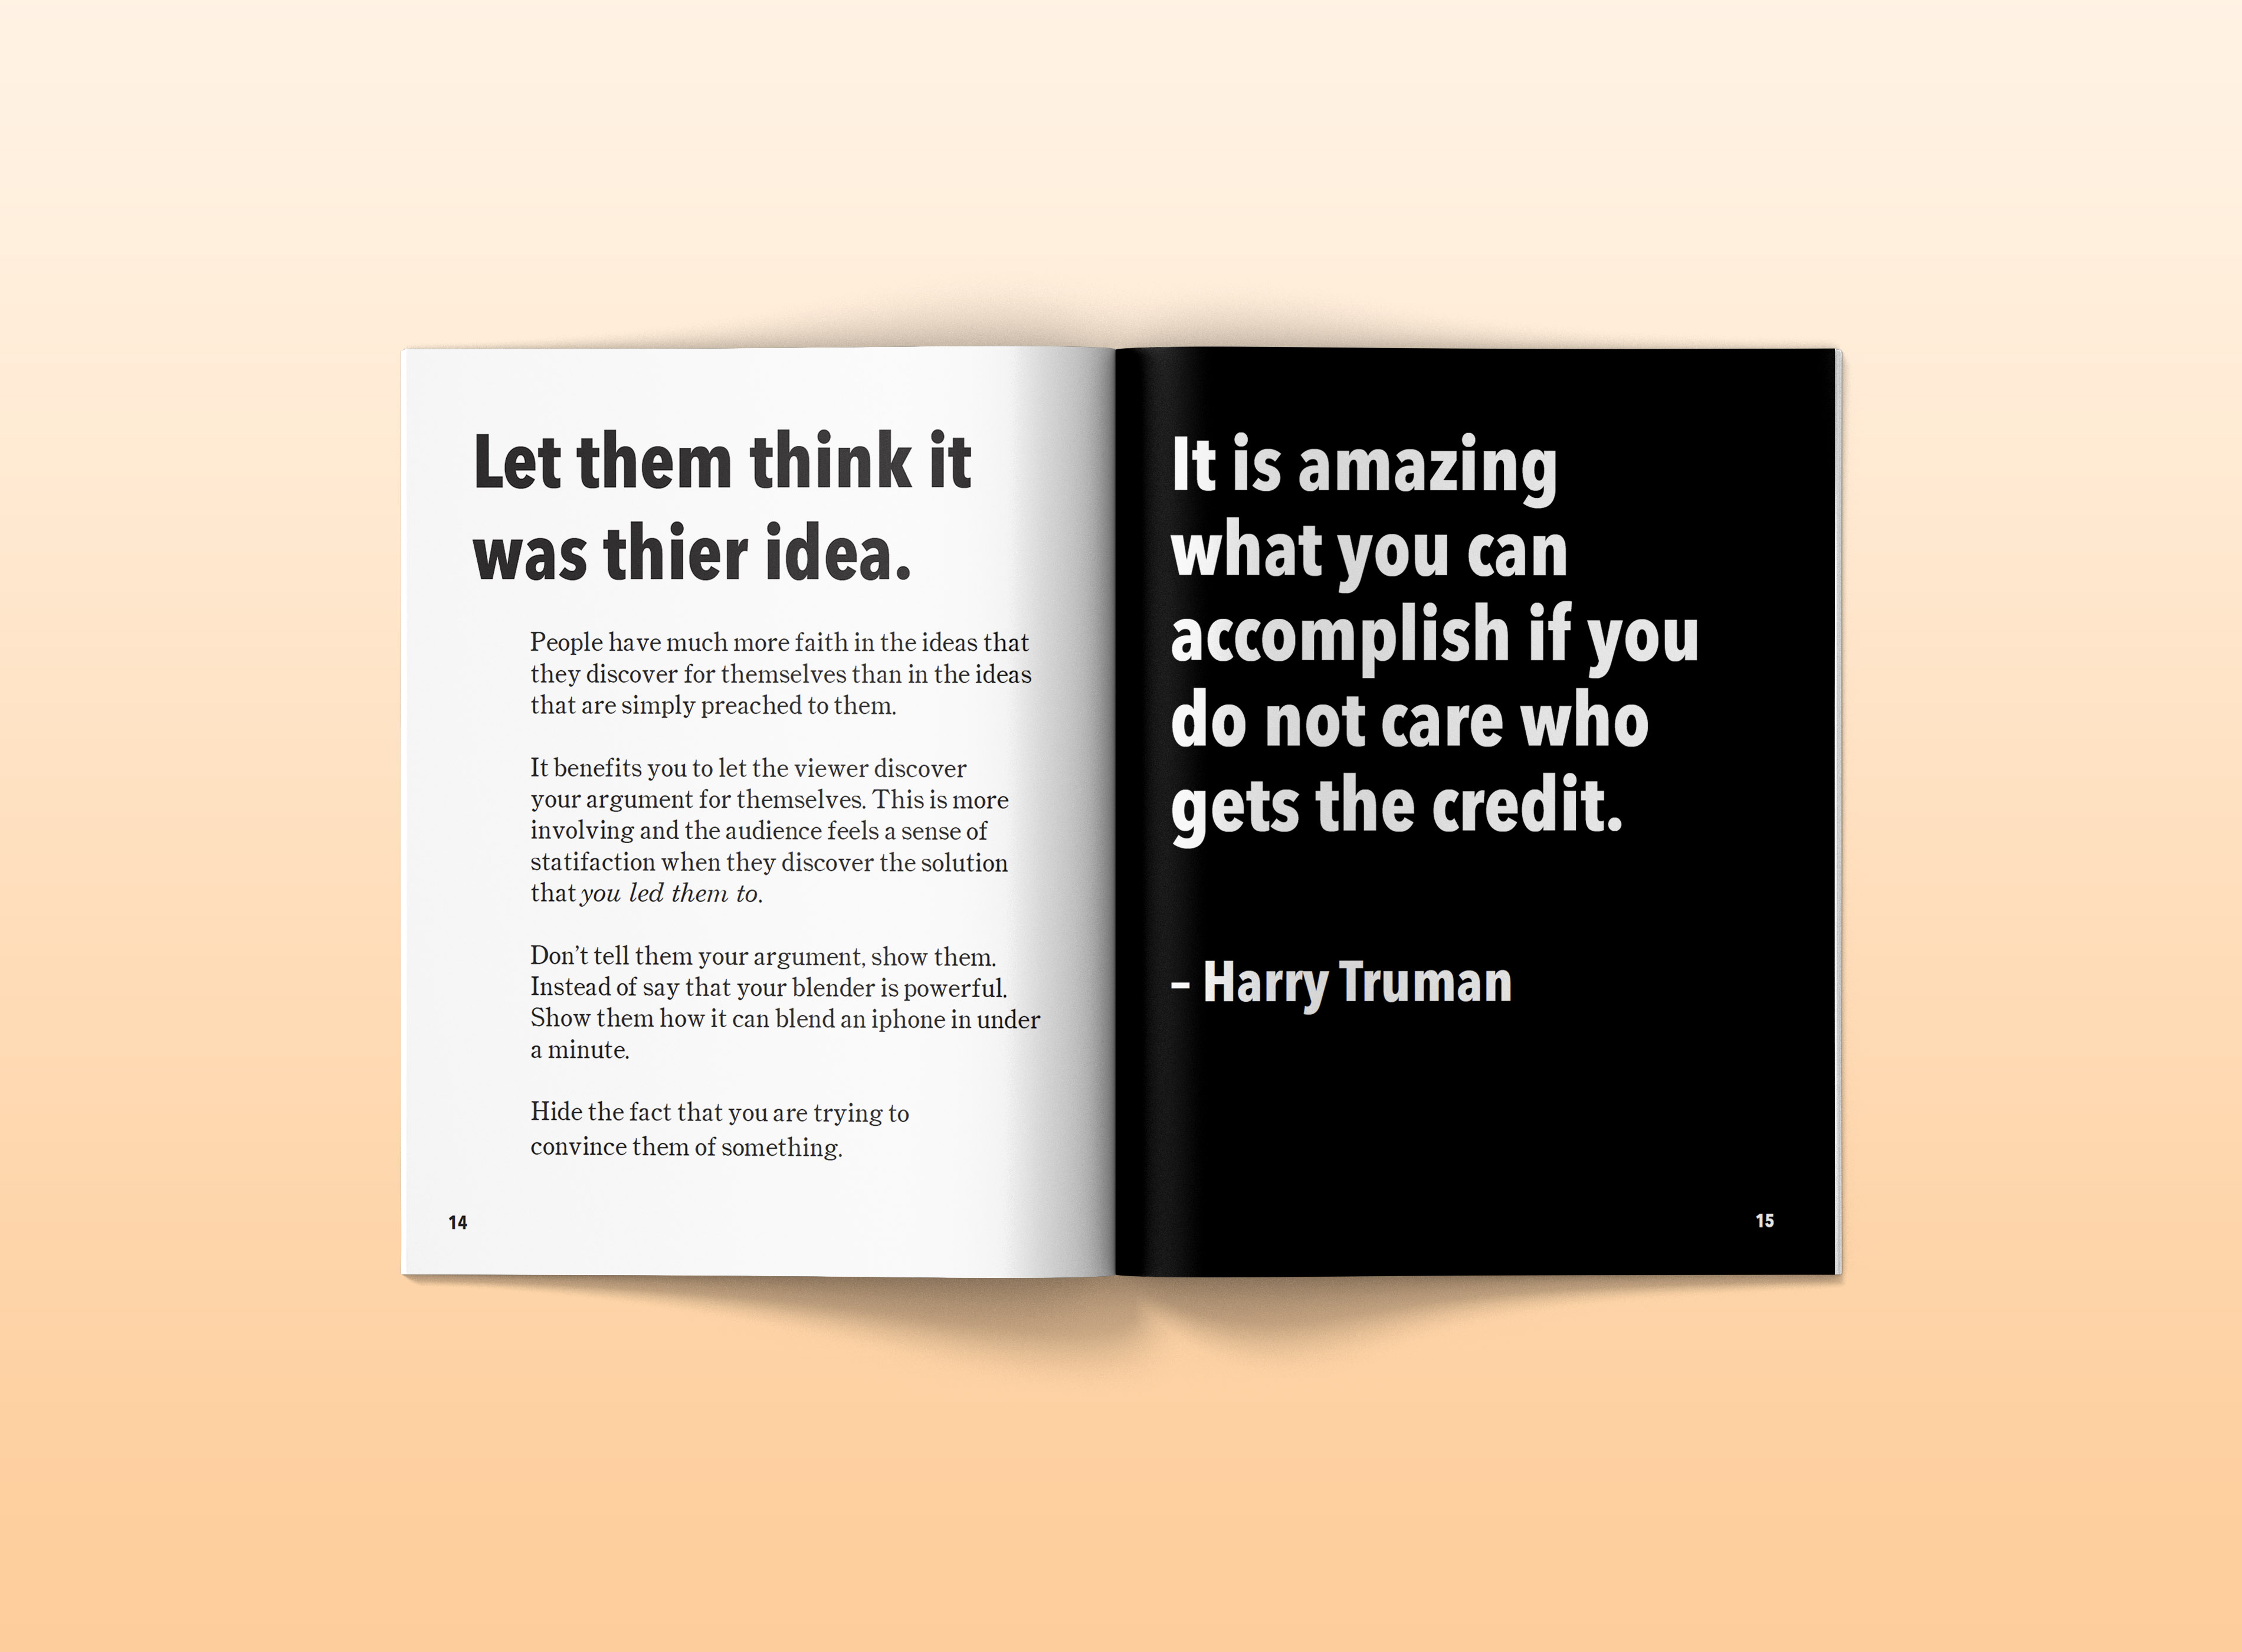 Let them think it
was thier idea.
People have much more faith in the ideas that
they discover for themselves than in the ideas
that are simply preached to them.
It benefits you to let the viewer discover
your argument for themselves. This is more
involving and the audience feels a sense of
statifaction when they discover the solution
that you led them to.
Don’t tell them your argument, show them.
Instead of say that your blender is powerful.
Show them how it can blend an iphone in under
a minute.
Hide the fact that you are trying to
convince them of something.
14
It is amazing
what you can
accomplish if you
do not care who
gets the credit.
– Harry Truman
15